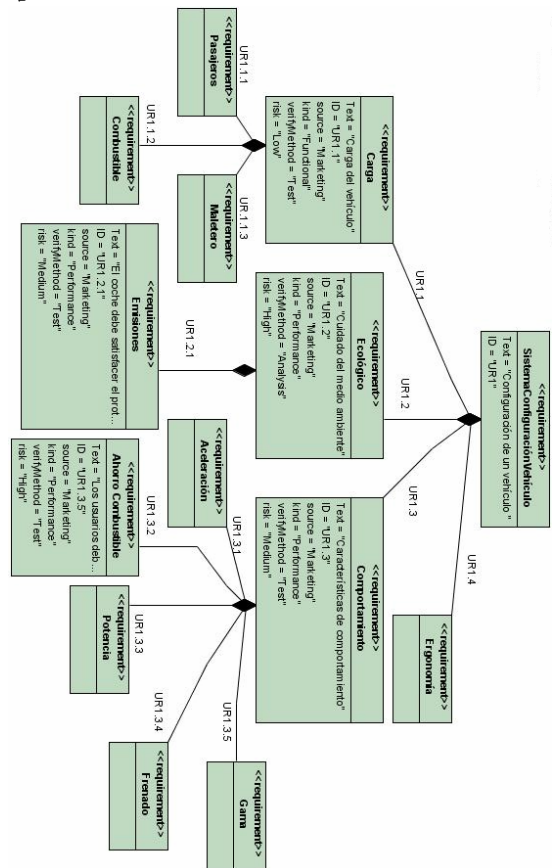 <<requirement>>
SistemaConfiguraciónVehículo
Text = "Configuración de un vehículo"
ID = "UR1"
UR1.1
UR1.2
UR1.3
UR1.4
<<requirement>>
Carga
Text = "Carga del vehículo"
ID = "UR1.1"
source = "Marketing"
kind = "Functional"
verifyMethod = "Test"
risk = "Low"
<<requirement>>
Ecológico
Text = "Cuidado del medio ambiente"
ID = "UR1.2"
source = "Marketing"
kind = "Performance"
verifyMethod = "Analysis"
risk = "High"
<<requirement>>
Comportamiento
Text = "Características de comportamiento"
ID = "UR1.3"
source = "Marketing"
kind = "Performance"
verifyMethod = "Test"
risk = "Medium"
<<requirement>>
Ergonomía
UR1.1.1
UR1.1.2
UR1.1.3
UR1.2.1
UR1.3.1
UR1.3.2
UR1.3.3
UR1.3.4
UR1.3.5
<<requirement>>
Pasajeros
<<requirement>>
Combustible
<<requirement>>
Maletero
<<requirement>>
Emisiones
Text = "El coche debe satisfacer el prot...
ID = "UR1.2.1"
source = "Marketing"
kind = "Performance"
verifyMethod = "Test"
risk = "Medium"
<<requirement>>
Aceleración
<<requirement>>
Ahorro Combustible
Text = "Los usuarios deb...
ID = "UR1.3.5"
source = "Marketing"
kind = "Performance"
verifyMethod = "Test"
risk = "High"
<<requirement>>
Potencia
<<requirement>>
Frenado
<<requirement>>
Gama